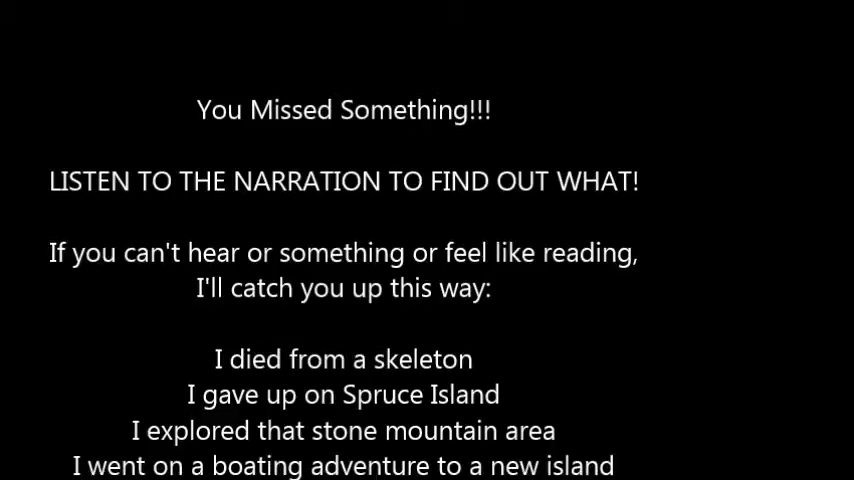 You Missed Something!!!
LISTEN TO THE NARRATION TO FIND OUT WHAT!
If you can't hear or something or feel like reading,
I'll catch you up this way:
I died from a skeleton
I gave up on Spruce Island
I explored that stone mountain area
I went on a boating adventure to a new island